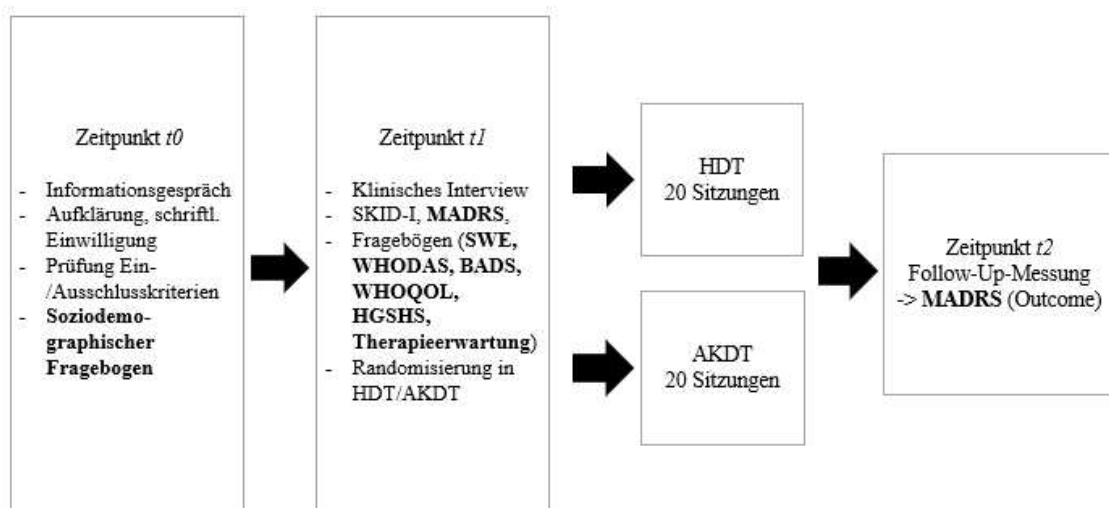 Zeitpunkt t0
- Informationsgespräch
- Aufklärung, schriftl.
Einwilligung
- Prüfung Ein-
/Ausschlusskriterien
- Soziodemo-
graphischer
Fragebogen
Zeitpunkt t1
- Klinisches Interview
- SKID-I, MADRS,
- Fragebögen (SWE,
WHODAS, BADS,
WHOQOL,
HGSHS,
Therapieerwartung)
- Randomisierung in
HDT/AKDT
HDT
20 Sitzungen
AKDT
20 Sitzungen
Zeitpunkt t2
Follow-Up-Messung
-> MADRS (Outcome)